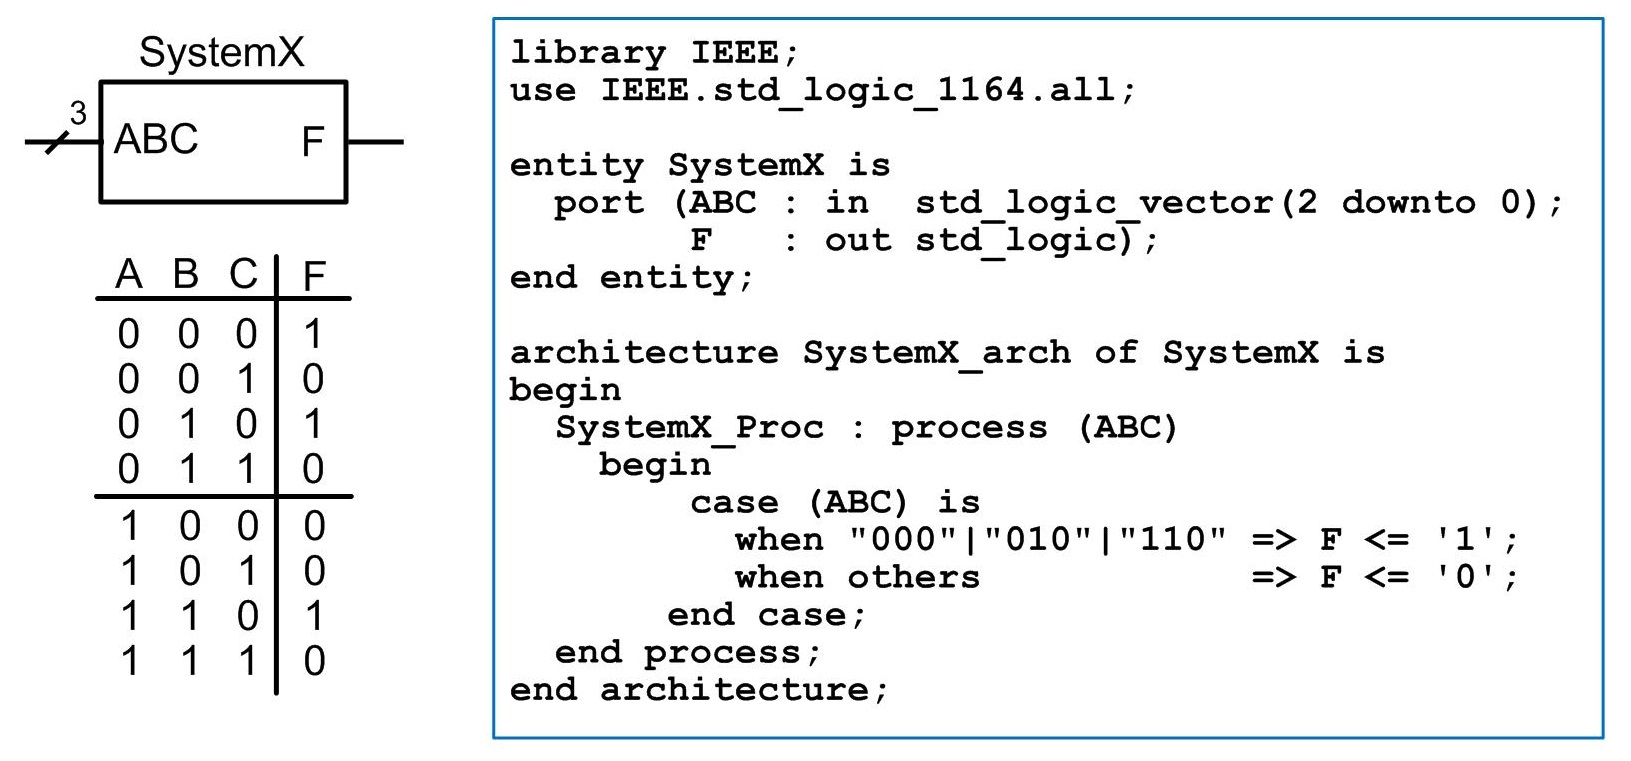 SystemX
3
ABC F
A B C F
0 0 0 1
0 0 1 0
0 1 0 1
0 1 1 0
1 0 0 0
1 0 1 0
1 1 0 1
1 1 1 0
library IEEE;
use IEEE.std_logic_1164.all;
entity SystemX is
port (ABC : in std_logic_vector(2 downto 0);
F : out std_logic);
end entity;
architecture SystemX_arch of SystemX is
begin
SystemX_Proc : process (ABC)
begin
case (ABC) is
when "000"|"010"|"110" => F <= '1';
when others => F <= '0';
end case;
end process;
end architecture;